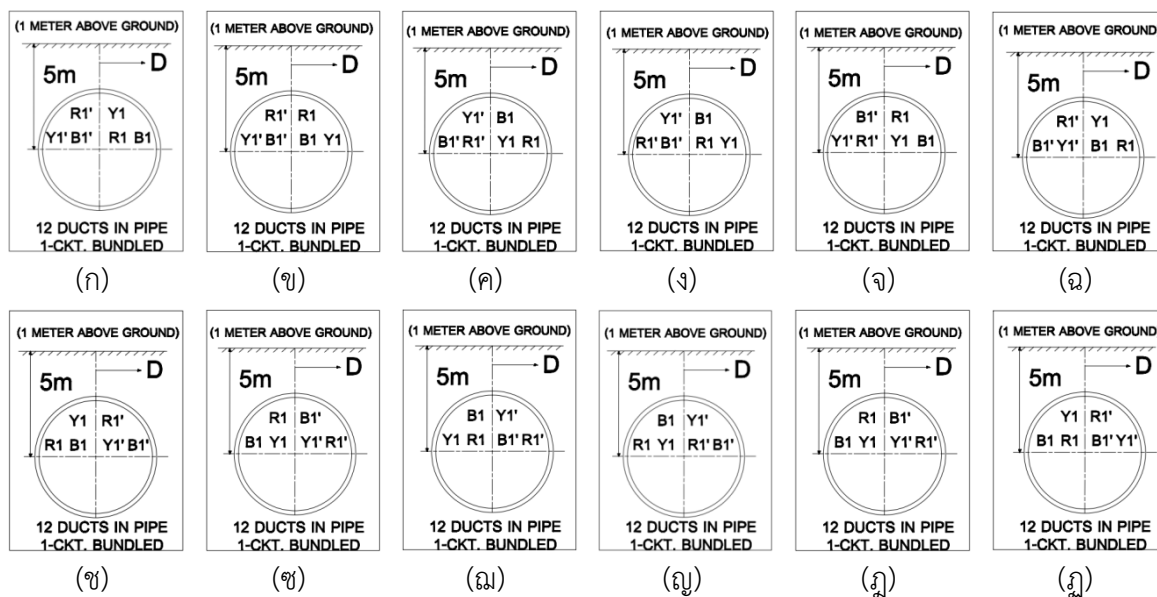 (1 METER ABOVE GROUND)
D
5m
R1' Y1
Y1' B1' R1 B1
12 DUCTS IN PIPE
1-CKT. BUNDLED
(ก)
(1 METER ABOVE GROUND)
D
5m
R1' R1
Y1' B1' B1 Y1
12 DUCTS IN PIPE
1-CKT. BUNDLED
(ข)
(1 METER ABOVE GROUND)
D
5m
Y1' B1
B1' R1' Y1 R1
12 DUCTS IN PIPE
1-CKT. BUNDLED
(ค)
(1 METER ABOVE GROUND)
D
5m
Y1' B1
R1' B1' R1 Y1
12 DUCTS IN PIPE
1-CKT. BUNDLED
(ง)
(1 METER ABOVE GROUND)
D
5m
B1' R1
Y1' R1' Y1 B1
12 DUCTS IN PIPE
1-CKT. BUNDLED
(จ)
(1 METER ABOVE GROUND)
D
5m
R1' Y1
B1' Y1' B1 R1
12 DUCTS IN PIPE
1-CKT. BUNDLED
(ฉ)
(1 METER ABOVE GROUND)
D
5m
Y1 R1'
R1 B1 Y1' B1'
12 DUCTS IN PIPE
1-CKT. BUNDLED
(ช)
(1 METER ABOVE GROUND)
D
5m
R1 B1'
B1 Y1 Y1' R1'
12 DUCTS IN PIPE
1-CKT. BUNDLED
(ซ)
(1 METER ABOVE GROUND)
D
5m
B1 Y1'
Y1 R1 B1' R1'
12 DUCTS IN PIPE
1-CKT. BUNDLED
(ฌ)
(1 METER ABOVE GROUND)
D
5m
B1 Y1'
R1 Y1 R1' B1'
12 DUCTS IN PIPE
1-CKT. BUNDLED
(ญ)
(1 METER ABOVE GROUND)
D
5m
R1 B1'
B1 Y1 Y1' R1'
12 DUCTS IN PIPE
1-CKT. BUNDLED
(ฎ)
(1 METER ABOVE GROUND)
D
5m
Y1 R1'
B1 R1 B1' Y1'
12 DUCTS IN PIPE
1-CKT. BUNDLED
(ฏ)